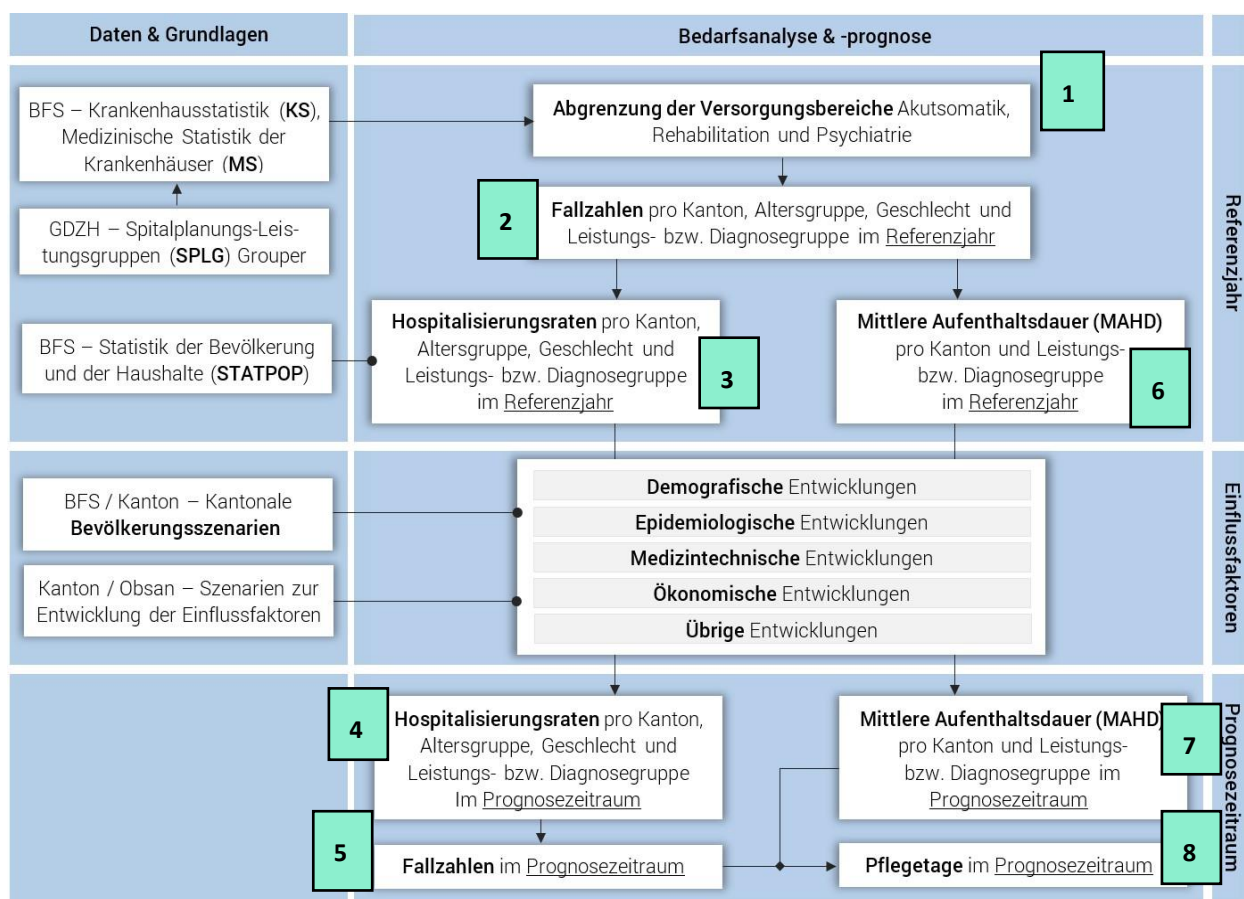 Daten & Grundlagen
Bedarfsanalyse & -prognose
BFS – Krankenhausstatistik (KS),
Medizinische Statistik der
Krankenhäuser (MS)
GDZH – Spitalplanungs-Leis-
tungsgruppen (SPLG) Grouper
BFS – Statistik der Bevölkerung
und der Haushalte (STATPOP)
1
Abgrenzung der Versorgungsbereiche Akutsomatik,
Rehabilitation und Psychiatrie
2
Fallzahlen pro Kanton, Altersgruppe, Geschlecht und
Leistungs- bzw. Diagnosegruppe im Referenzjahr
Hospitalisierungsraten pro Kanton,
Altersgruppe, Geschlecht und
Leistungs- bzw. Diagnosegruppe
im Referenzjahr
3
Mittlere Aufenthaltsdauer (MAHD)
pro Kanton und Leistungs-
bzw. Diagnosegruppe
im Referenzjahr
6
Referenzjahr
BFS / Kanton – Kantonale
Bevölkerungsszenarien
Kanton / Obsan – Szenarien zur
Entwicklung der Einflussfaktoren
Demografische Entwicklungen
Epidemiologische Entwicklungen
Medizintechnische Entwicklungen
Ökonomische Entwicklungen
Übrige Entwicklungen
Einflussfaktoren
4
Hospitalisierungsraten pro Kanton,
Altersgruppe, Geschlecht und
Leistungs- bzw. Diagnosegruppe
Im Prognosezeitraum
Mittlere Aufenthaltsdauer (MAHD)
pro Kanton und Leistungs-
bzw. Diagnosegruppe im
Prognosezeitraum
7
5
Fallzahlen im Prognosezeitraum
Pflegetage im Prognosezeitraum
8
Prognosezeitraum